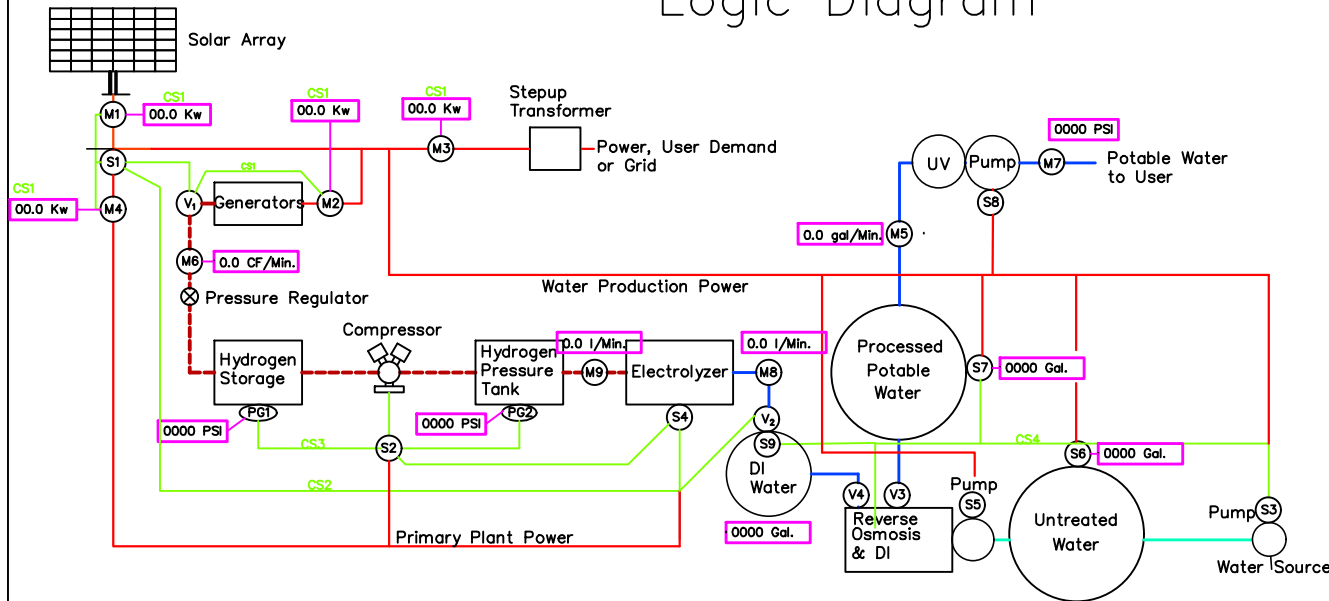 Logic Diagram
Solar Array
M1
CS1
00.0 Kw
CS1
00.0 Kw
CS1
00.0 Kw
M3
Stepup
Transformer
Power, User Demand
or Grid
S1
CS1
CS1
00.0 Kw
M4
V1
Generators
M2
M6
0.0 CF/Min.
Pressure Regulator
Compressor
Hydrogen
Storage
PG1
0000 PSI
CS3
S2
CS2
Hydrogen
Pressure
Tank
PG2
0000 PSI
0.0 l/Min.
M9
Electrolyzer
S4
0.0 l/Min.
M8
V2
S9
DI
Water
0000 Gal.
Primary Plant Power
Water Production Power
UV
Pump
S8
0000 PSI
M7
Potable Water
to User
0.0 gal/Min.
M5
Processed
Potable
Water
S7
0000 Gal.
CS4
V4
V3
Reverse
Osmosis
& DI
Pump
S5
S6
0000 Gal.
Untreated
Water
Pump
S3
Water Source